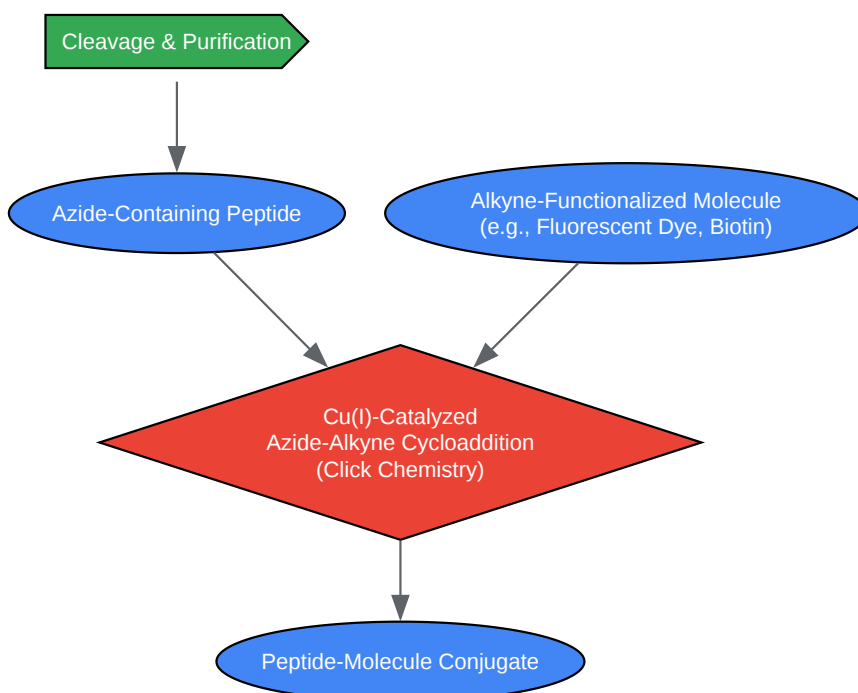 Cleavage & Purification
Azide-Containing Peptide
Alkyne-Functionalized Molecule
(e.g., Fluorescent Dye, Biotin)
Cu(I)-Catalyzed
Azide-Alkyne Cycloaddition
(Click Chemistry)
Peptide-Molecule Conjugate